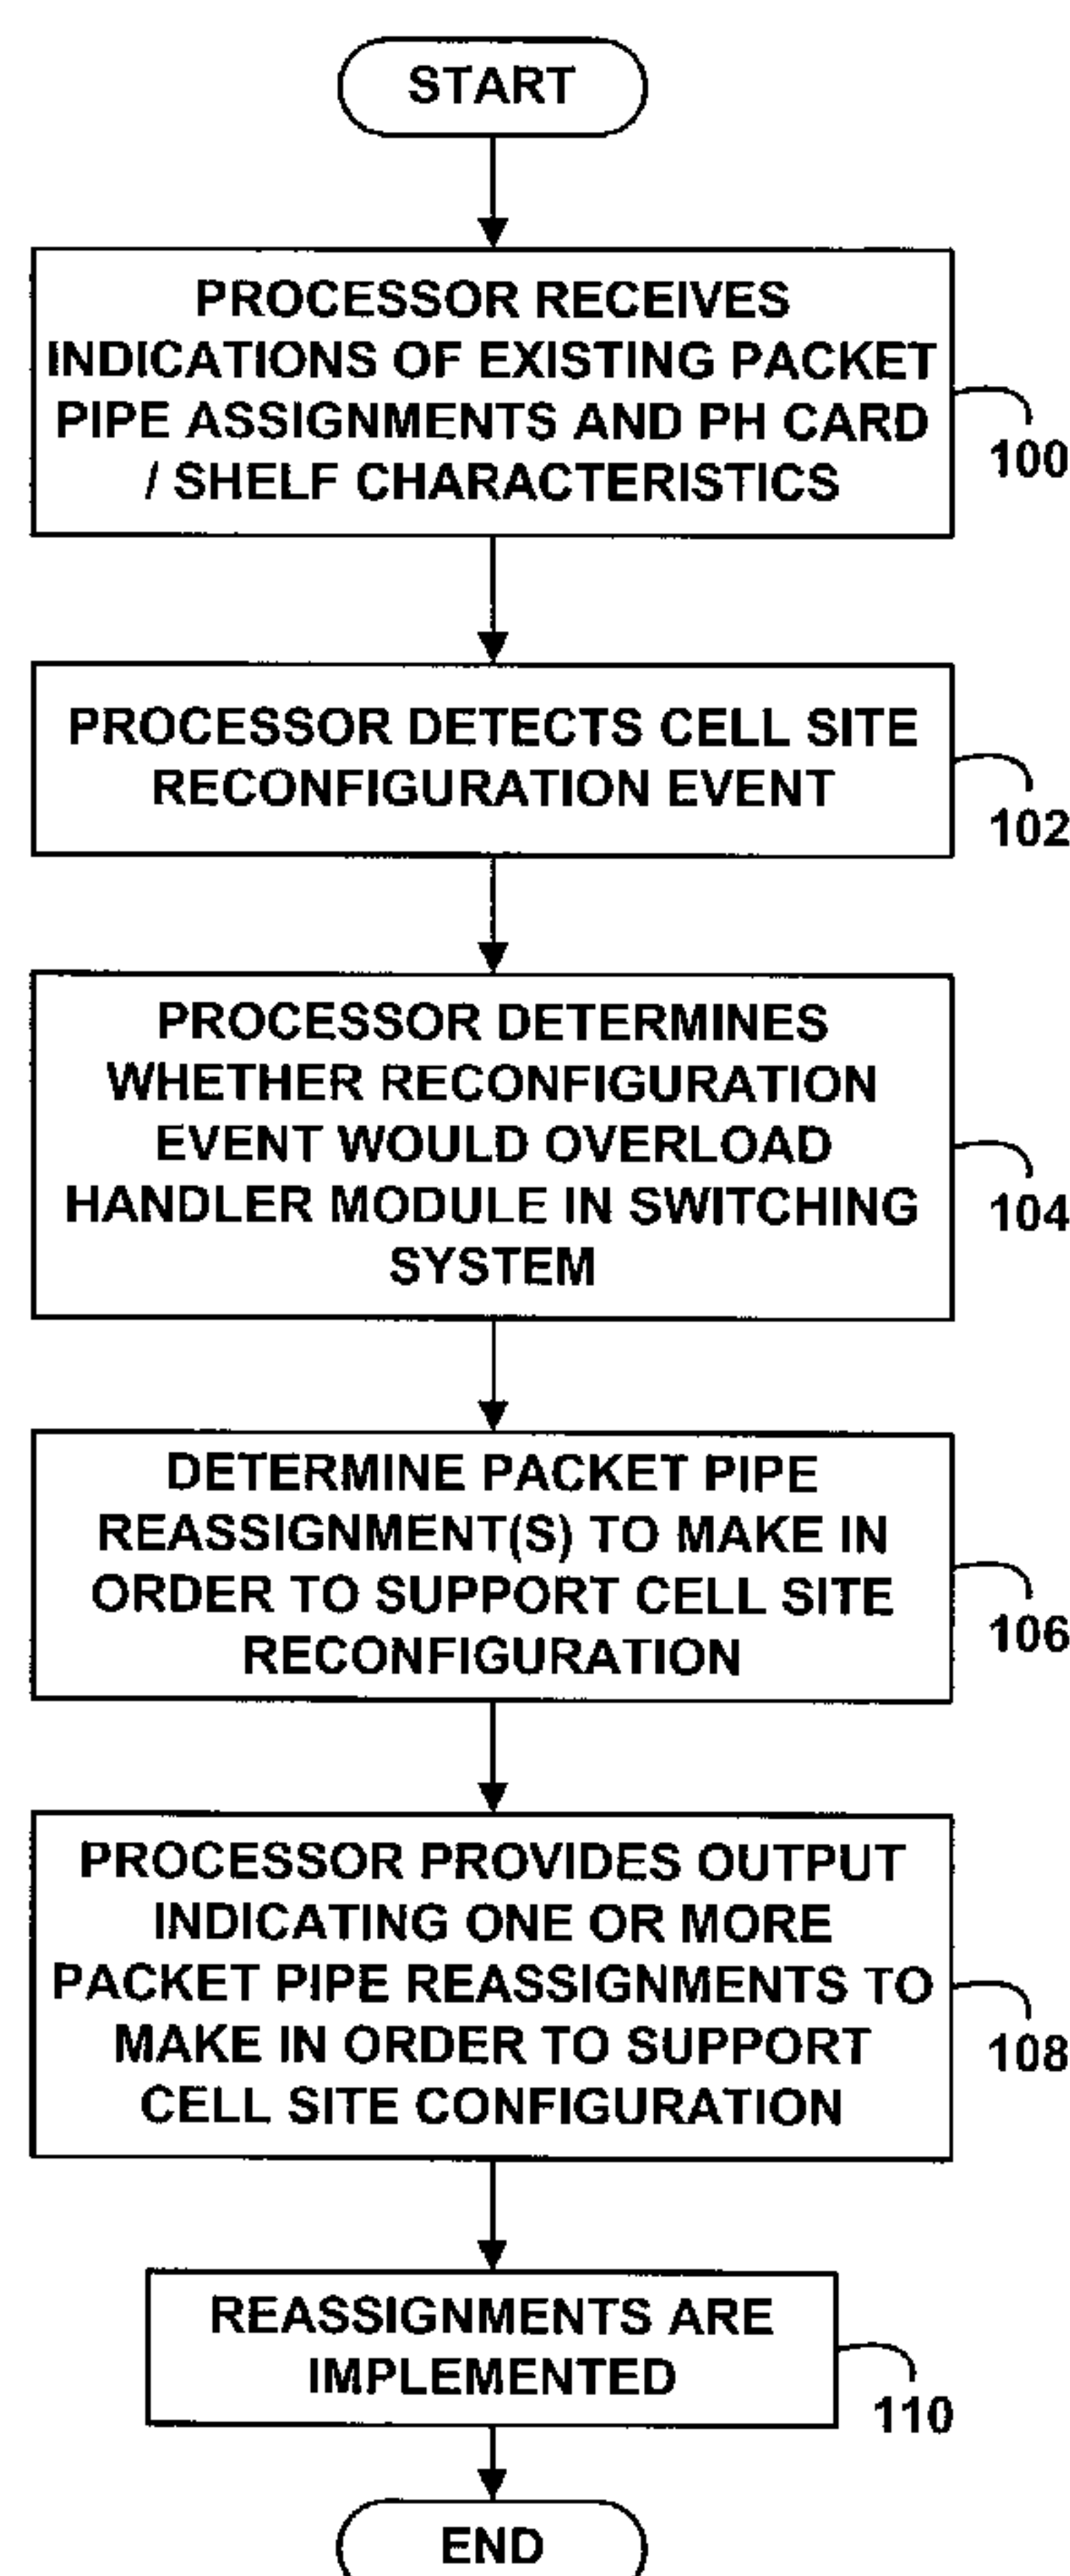 START
PROCESSOR RECEIVES
INDICATIONS OF EXISTING PACKET
PIPE ASSIGNMENTS AND PH CARD
/ SHELF CHARACTERISTICS
100
PROCESSOR DETECTS CELL SITE
RECONFIGURATION EVENT
102
PROCESSOR DETERMINES
WHETHER RECONFIGURATION
EVENT WOULD OVERLOAD
HANDLER MODULE IN SWITCHING
SYSTEM
104
DETERMINE PACKET PIPE
REASSIGNMENT(S) TO MAKE IN
ORDER TO SUPPORT CELL SITE
RECONFIGURATION
106
PROCESSOR PROVIDES OUTPUT
INDICATING ONE OR MORE
PACKET PIPE REASSIGNMENTS TO
MAKE IN ORDER TO SUPPORT
CELL SITE CONFIGURATION
108
REASSIGNMENTS ARE
IMPLEMENTED
110
END